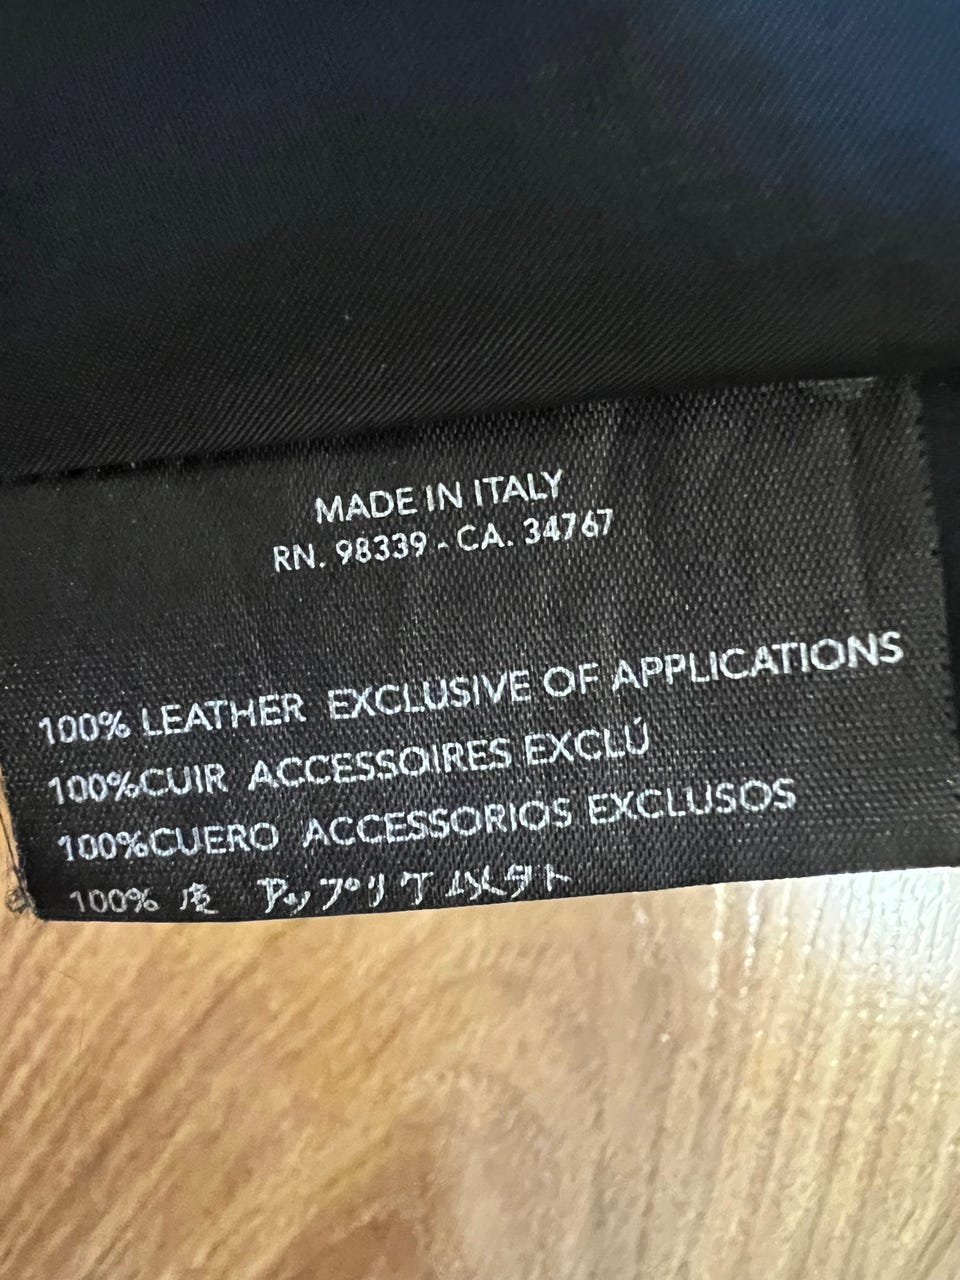 MADE IN ITALY
RN. 98339 - CA. 34767
100% LEATHER EXCLUSIVE OF APPLICATIONS
100%CUIR ACCESSOIRES EXCLÚ
100%CUERO ACCESSORIOS EXCLUSOS
100% 皮 アップリケ 以外